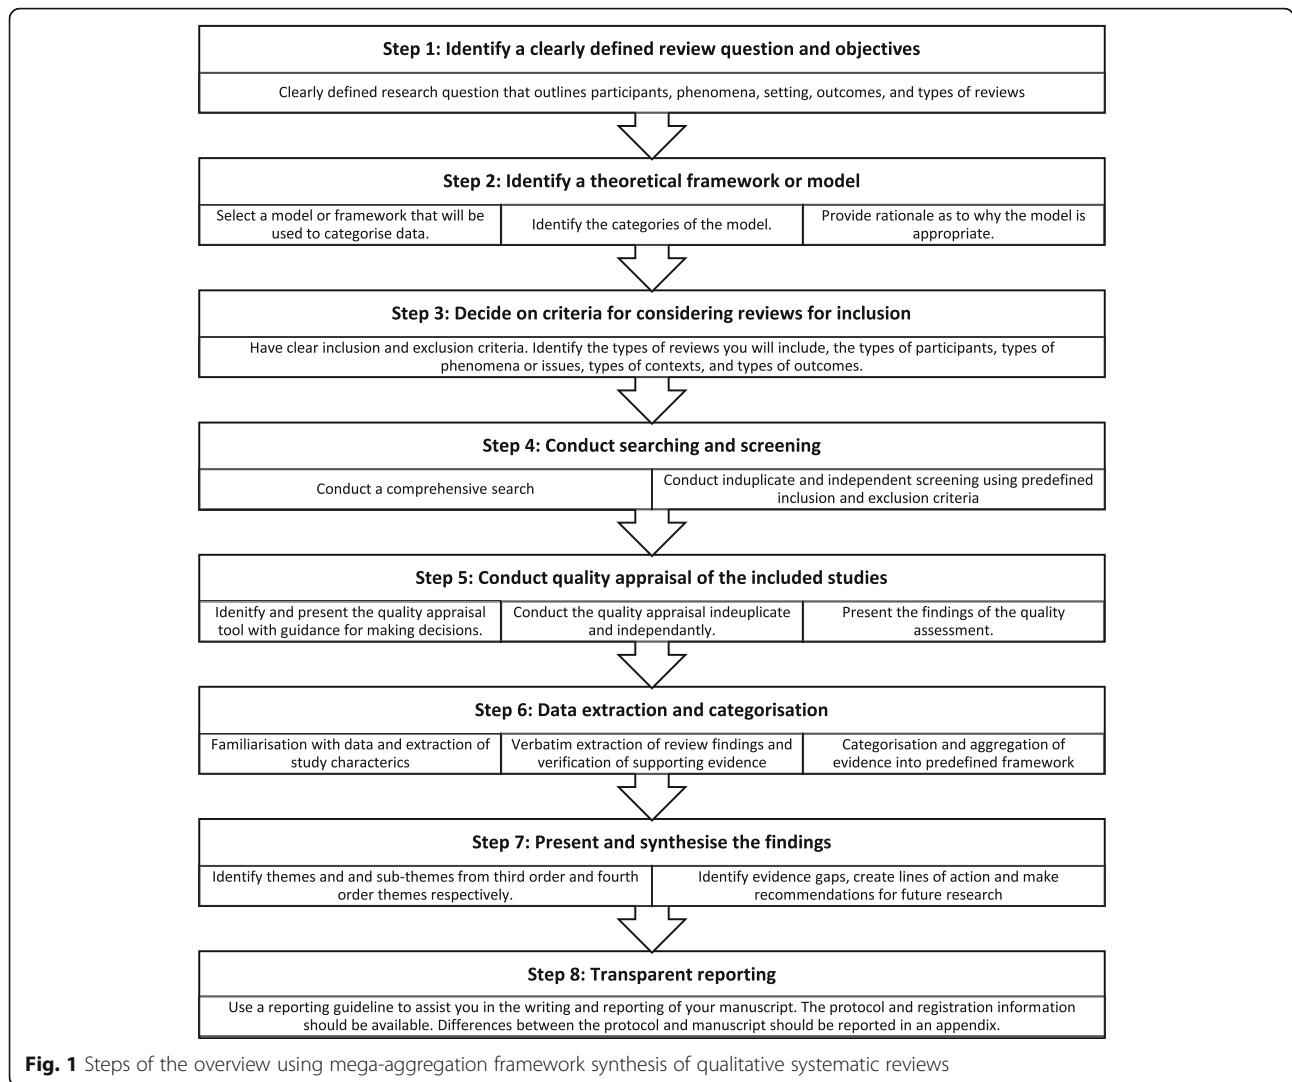 Step 1: Identify a clearly defined review question and objectives
Clearly defined research question that outlines participants, phenomena, setting, outcomes, and types of reviews
Step 2: Identify a theoretical framework or model
Select a model or framework that will be
used to categorise data.
Identify the categories of the model.
Provide rationale as to why the model is
appropriate.
Step 3: Decide on criteria for considering reviews for inclusion
Have clear inclusion and exclusion criteria. Identify the types of reviews you will include, the types of participants, types of
phenomena or issues, types of contexts, and types of outcomes.
Step 4: Conduct searching and screening
Conduct a comprehensive search
Conduct induplicate and independent screening using predefined
inclusion and exclusion criteria
Step 5: Conduct quality appraisal of the included studies
Idenitfy and present the quality appraisal
tool with guidance for making decisions.
Conduct the quality appraisal indeuplicate
and independantly.
Present the findings of the quality
assessment.
Step 6: Data extraction and categorisation
Familiarisation with data and extraction of
study characterics
Verbatim extraction of review findings and
verification of supporting evidence
Categorisation and aggregation of
evidence into predefined framework
Step 7: Present and synthesise the findings
Identify themes and and sub-themes from third order and fourth
order themes respectively.
Identify evidence gaps, create lines of action and make
recommendations for future research
Step 8: Transparent reporting
Use a reporting guideline to assist you in the writing and reporting of your manuscript. The protocol and registration information
should be available. Differences between the protocol and manuscript should be reported in an appendix.
Fig. 1 Steps of the overview using mega-aggregation framework synthesis of qualitative systematic reviews